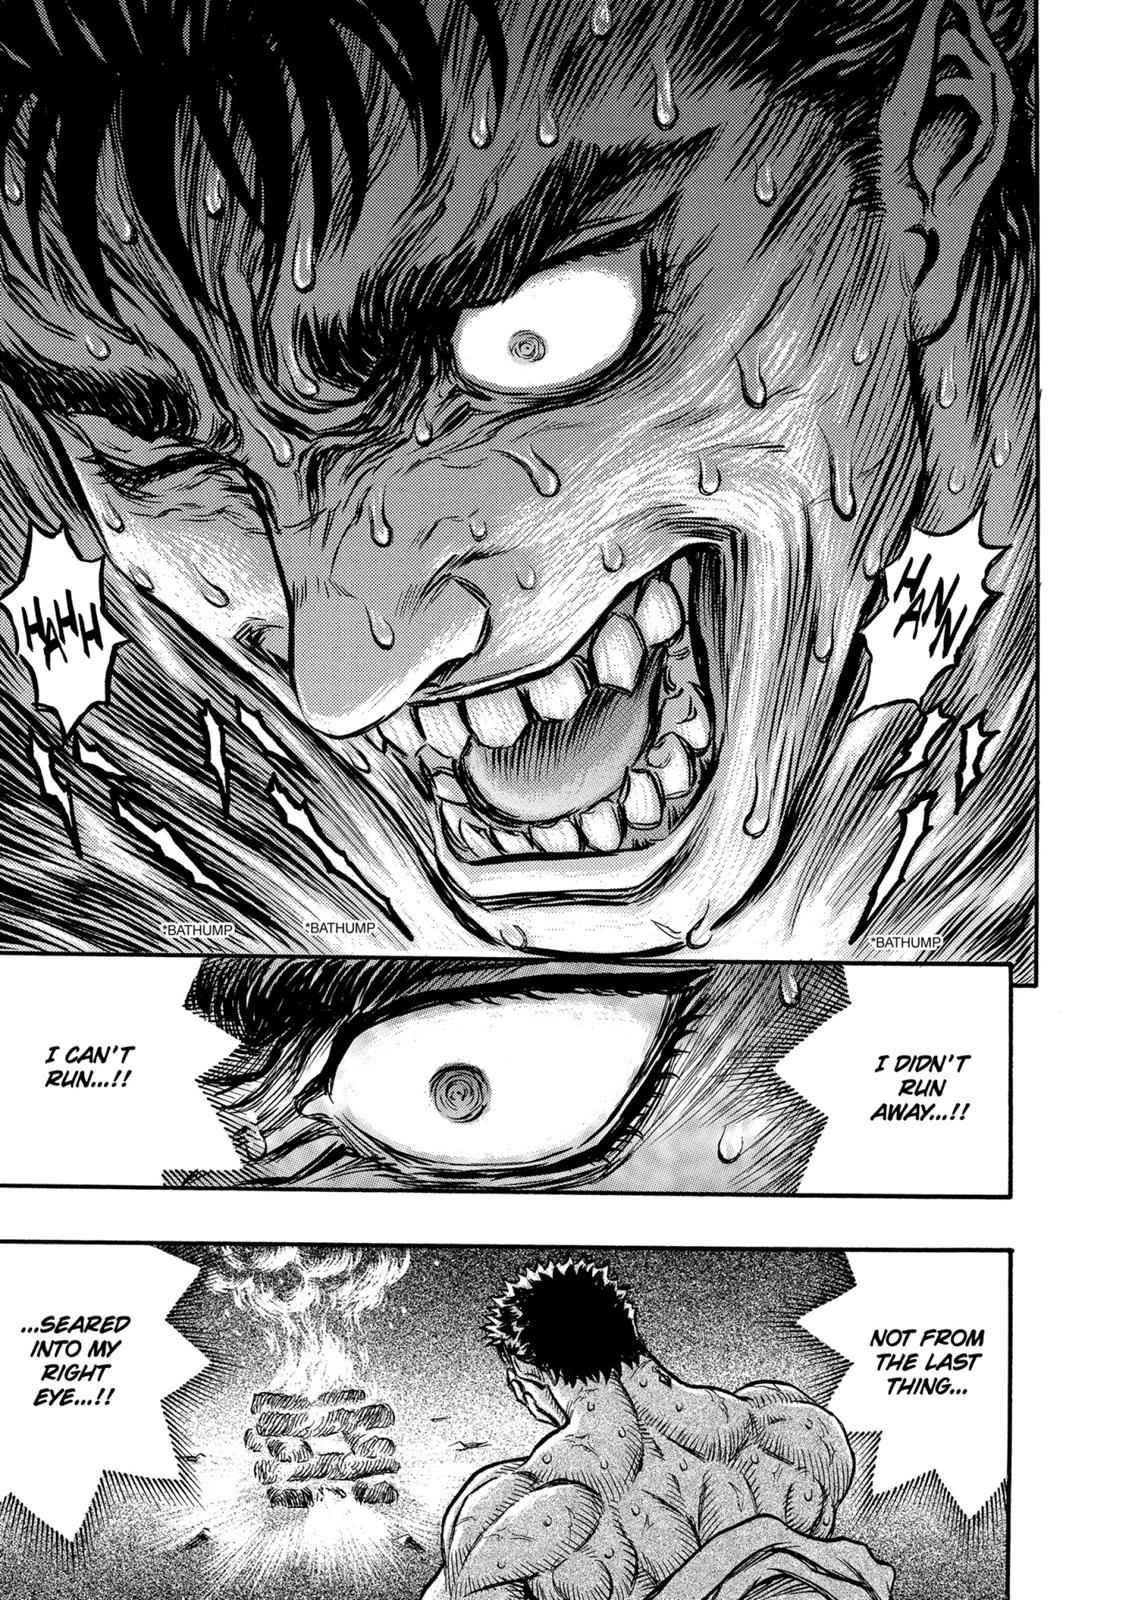 HANN
HAHH
*BATHUMP
*BATHUMP
*BATHUMP
I DIDN'T
RUN
AWAY...!!
I CAN'T
RUN...!!
NOT FROM
THE LAST
THING...
...SEARED
INTO MY
RIGHT
EYE...!!